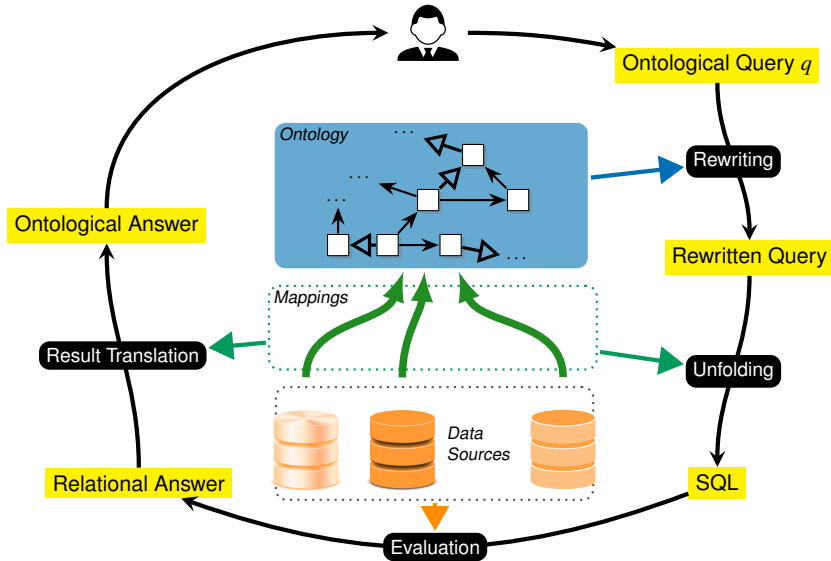 Ontological Query q
Ontology
. . .
. . .
. . .
. . .
Rewriting
Ontological Answer
Rewritten Query
Mappings
Result Translation
Unfolding
Data
Sources
Relational Answer
SQL
Evaluation